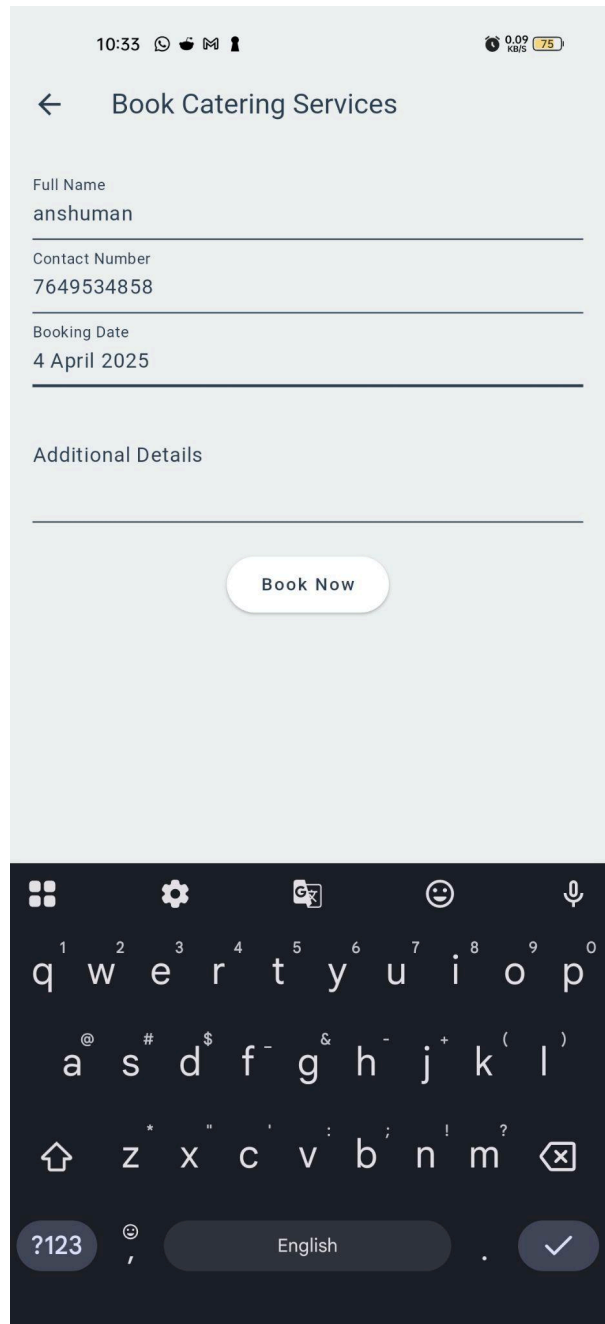 10:33
0.09
KB/S
75
Book Catering Services
Full Name
anshuman
Contact Number
7649534858
Booking Date
4 April 2025
Additional Details
Book Now
1 2 3 4 5 6 7 8 9 0
q w e r t y u i o p
@ # $ _ & - + ( )
a s d f g h j k l
* " ' : ; ! ?
z x c v b n m
?123 , English .